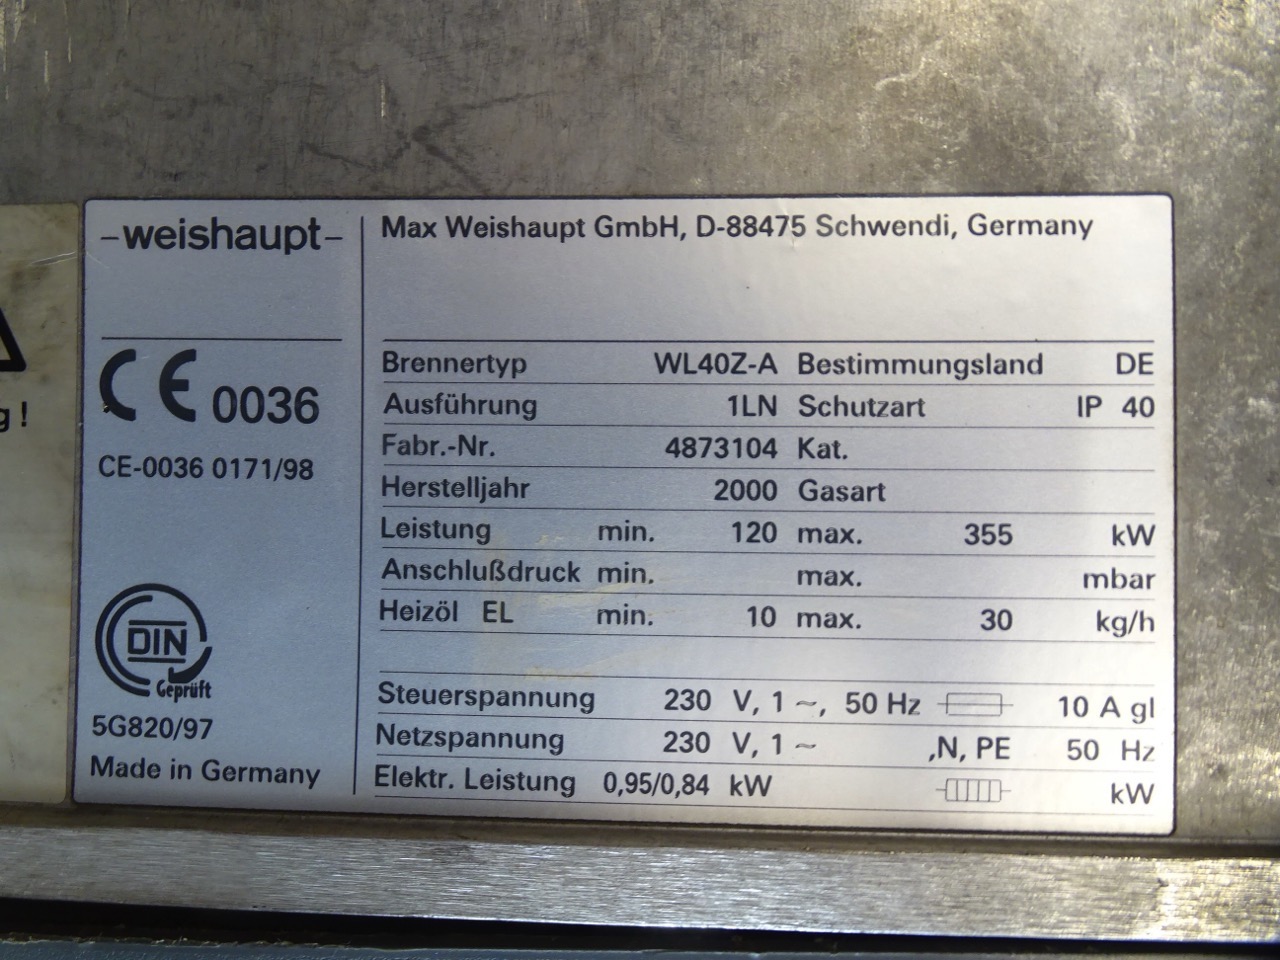 -weishaupt-
Max Weishaupt GmbH, D-88475 Schwendi, Germany
CE 0036
CE-0036 0171/98
DIN
Geprüft
5G820/97
Made in Germany
Brennertyp WL40Z-A Bestimmungsland DE
Ausführung 1LN Schutzart IP 40
Fabr.-Nr. 4873104 Kat.
Herstelljahr 2000 Gasart
Leistung min. 120 max. 355 kW
Anschlußdruck min. max. mbar
Heizöl EL min. 10 max. 30 kg/h
Steuerspannung 230 V, 1 ~, 50 Hz 10 A gl
Netzspannung 230 V, 1 ~ ,N, PE 50 Hz
Elektr. Leistung 0,95/0,84 kW kW
g!